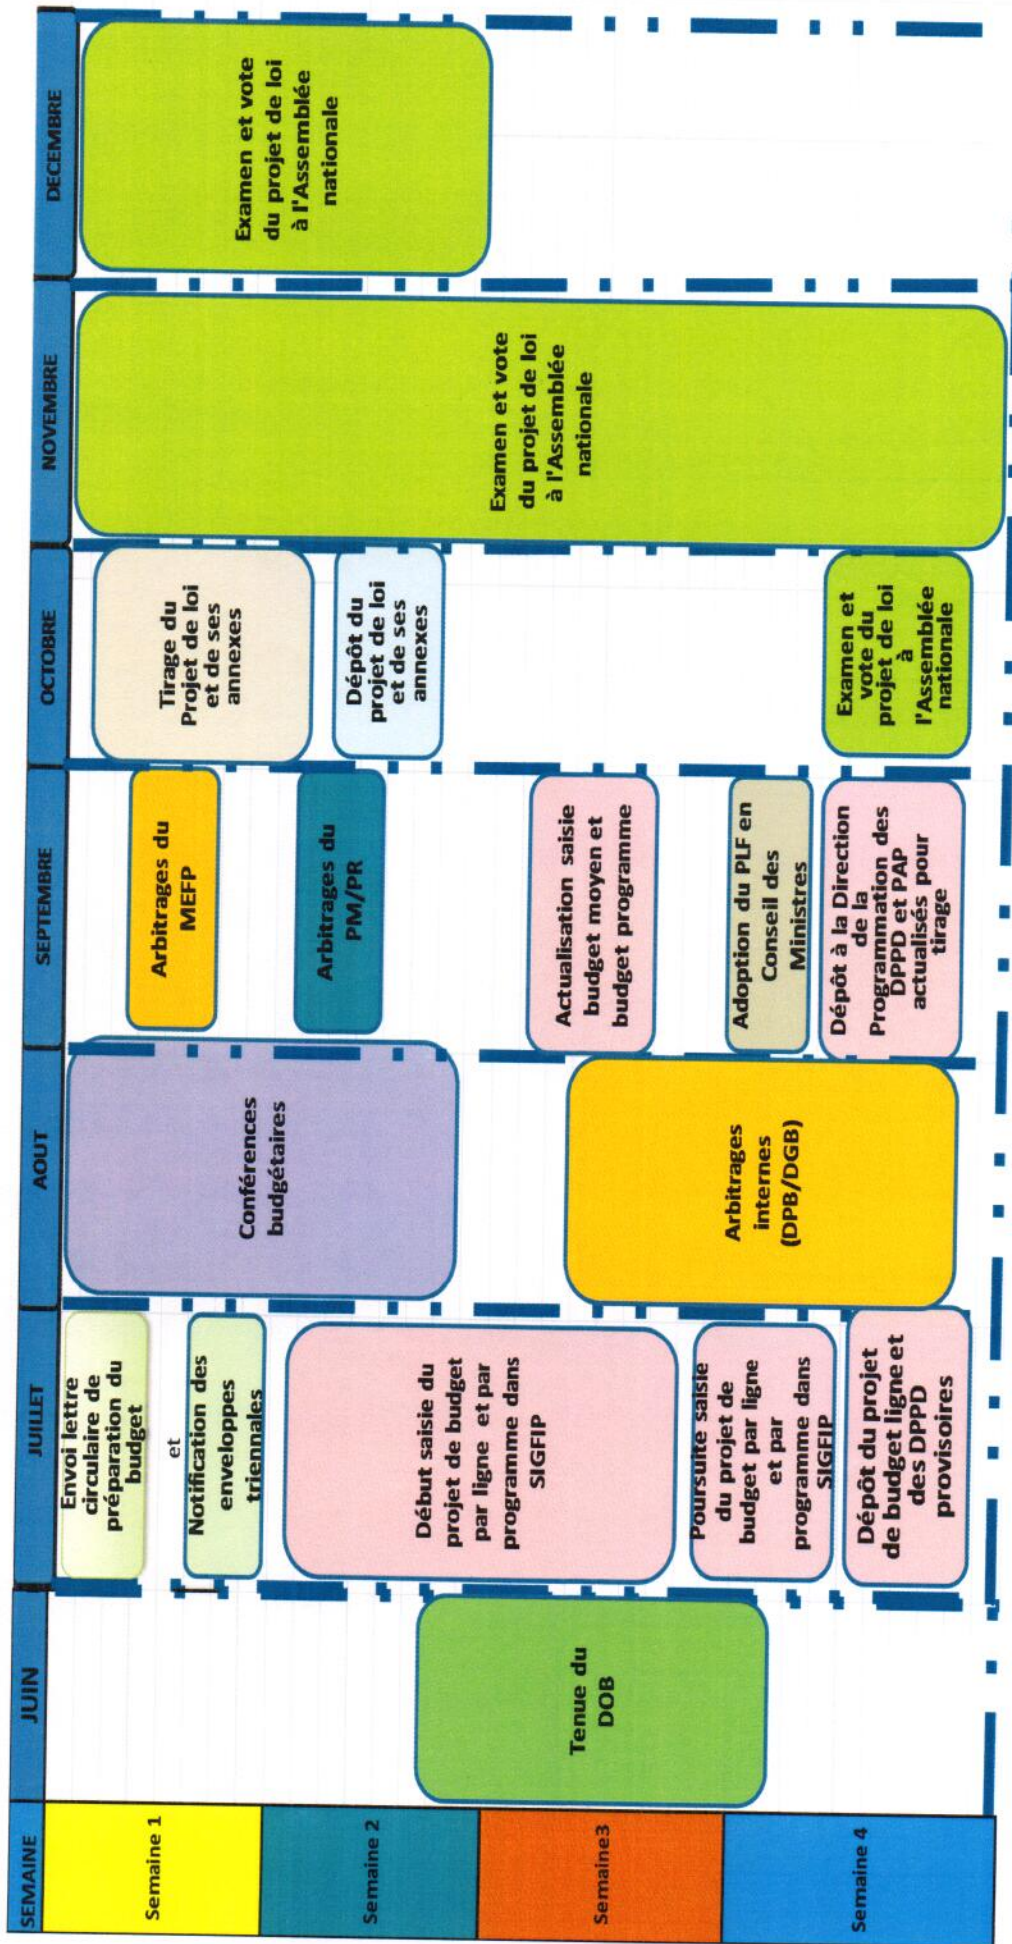 SEMAINE
JUIN
JUILLET
AOUT
SEPTEMBRE
OCTOBRE
NOVEMBRE
DECEMBRE
Semaine 1
Semaine 2
Semaine3
Semaine 4
Tenue du
DOB
Envoi lettre
circulaire de
préparation du
budget
et
Notification des
enveloppes
triennales
Début saisie du
projet de budget
par ligne et par
programme dans
SIGFIP
Poursuite saisie
du projet de
budget par ligne
et par
programme dans
SIGFIP
Dépôt du projet
de budget ligne et
des DPPD
provisoires
Conférences
budgétaires
Arbitrages
internes
(DPB/DGB)
Arbitrages du
MEFP
Arbitrages du
PM/PR
Actualisation saisie
budget moyen et
budget programme
Adoption du PLF en
Conseil des
Ministres
Dépôt à la Direction
de la
Programmation des
DPPD et PAP
actualisés pour
tirage
Tirage du
Projet de loi
et de ses
annexes
Dépôt du
projet de loi
et de ses
annexes
Examen et
vote du
projet de loi
à
l'Assemblée
nationale
Examen et vote
du projet de loi
à l'Assemblée
nationale
Examen et vote
du projet de loi
à l'Assemblée
nationale